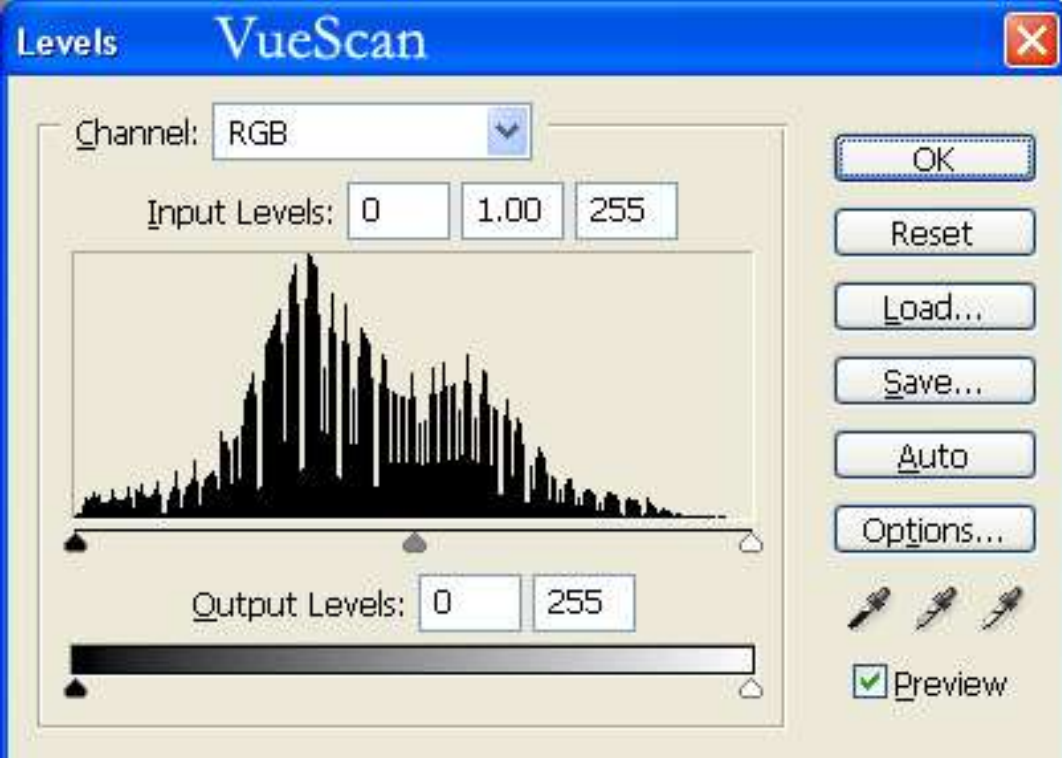 Levels VueScan
Channel: RGB
Input Levels: 0 1.00 255
Output Levels: 0 255
OK
Reset
Load...
Save...
Auto
Options...
Preview